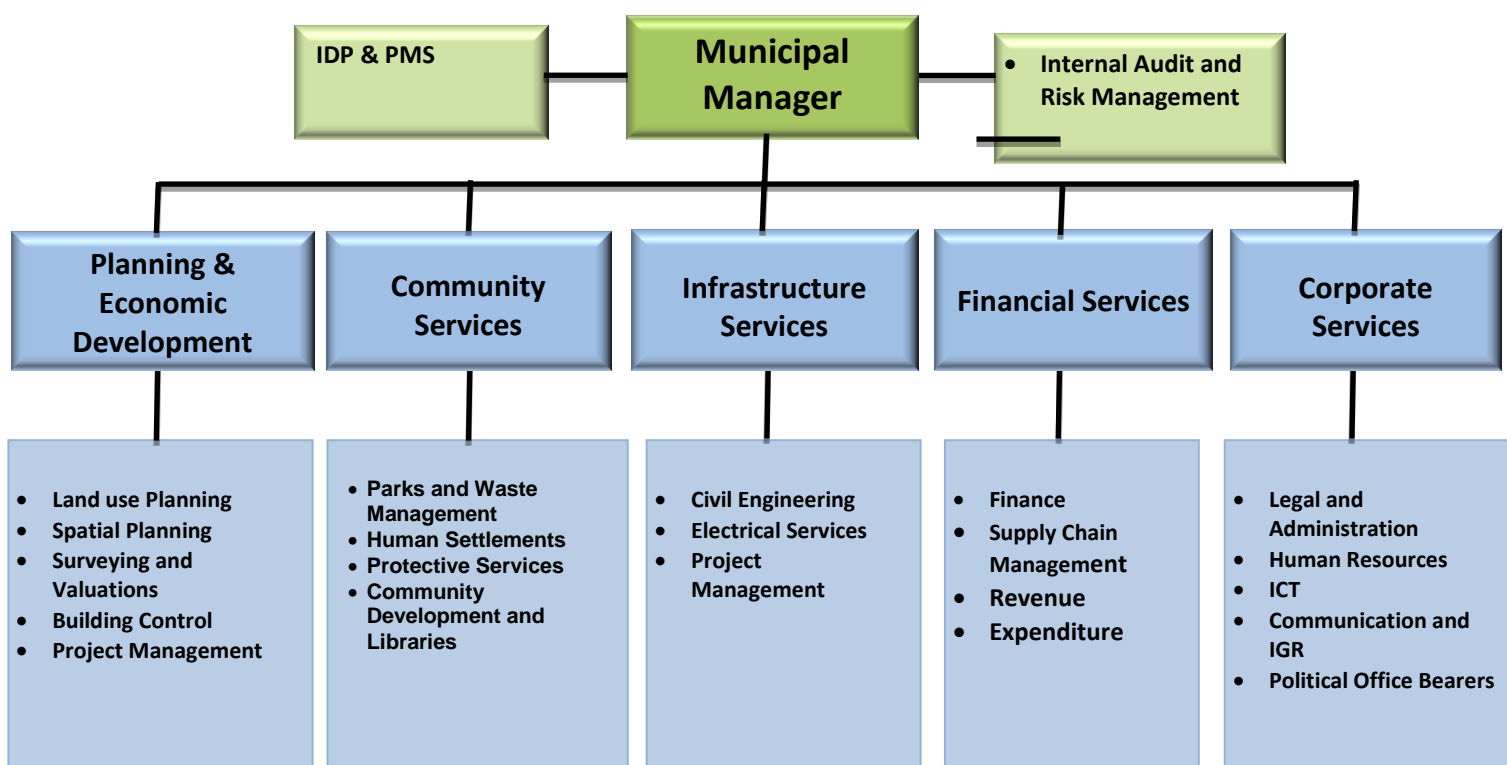 IDP & PMS
Municipal
Manager
• Internal Audit and
Risk Management
Planning &
Economic
Development
Community
Services
Infrastructure
Services
Financial Services
Corporate
Services
• Land use Planning
• Spatial Planning
• Surveying and
Valuations
• Building Control
• Project Management
• Parks and Waste
Management
• Human Settlements
• Protective Services
• Community
Development and
Libraries
• Civil Engineering
• Electrical Services
• Project
Management
• Finance
• Supply Chain
Management
• Revenue
• Expenditure
• Legal and
Administration
• Human Resources
• ICT
• Communication and
IGR
• Political Office Bearers